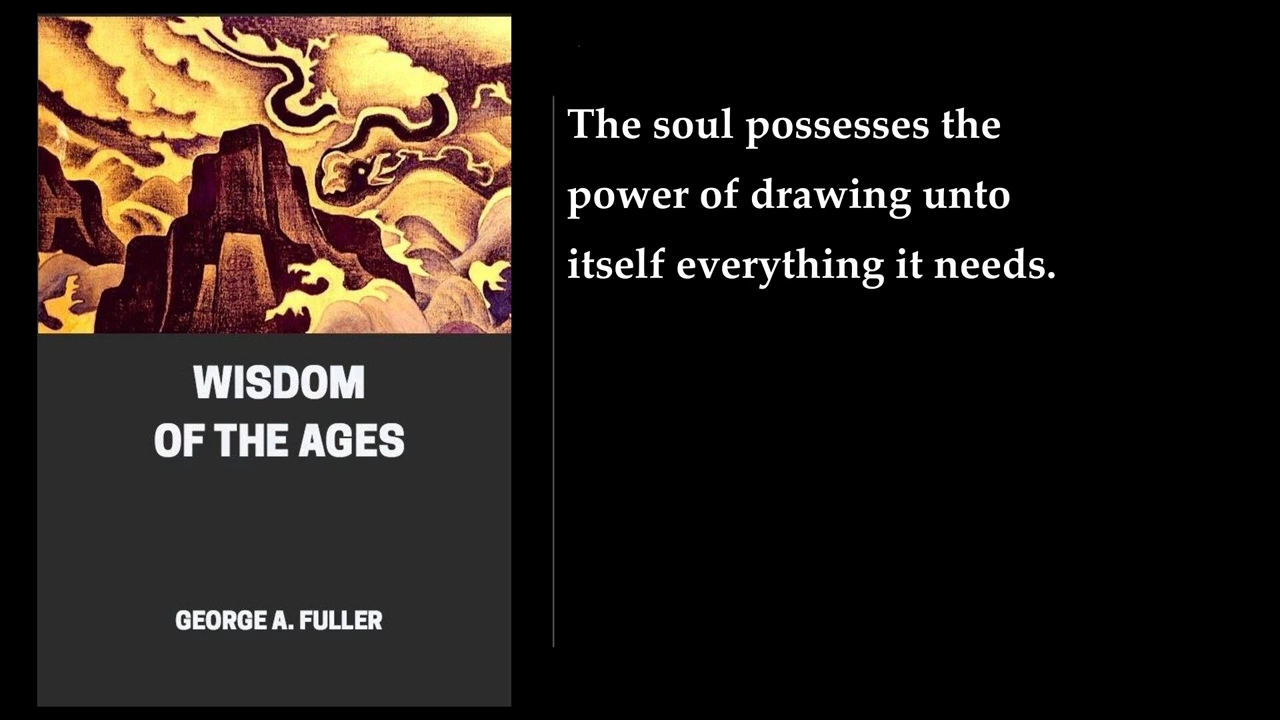 WISDOM
OF THE AGES
GEORGE A. FULLER
The soul possesses the
power of drawing unto
itself everything it needs.